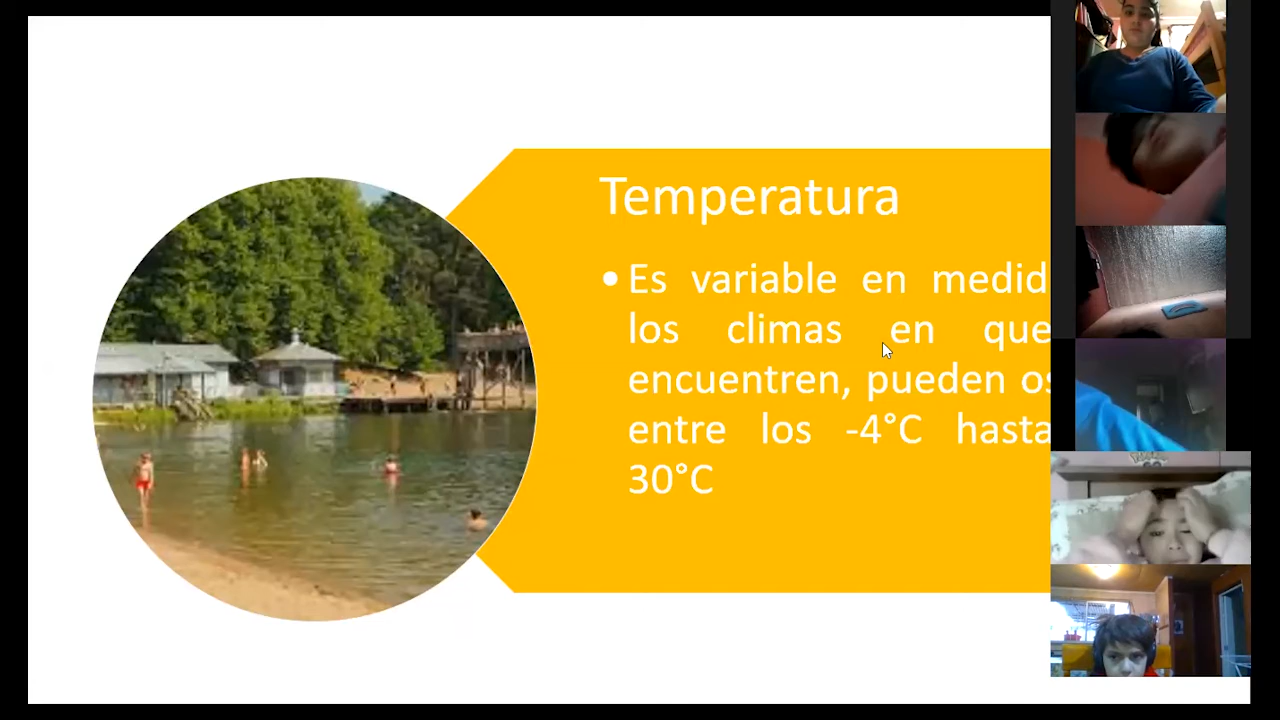 Temperatura
• Es variable en medid
los climas en que
encuentren, pueden os
entre los -4°C hasta
30°C